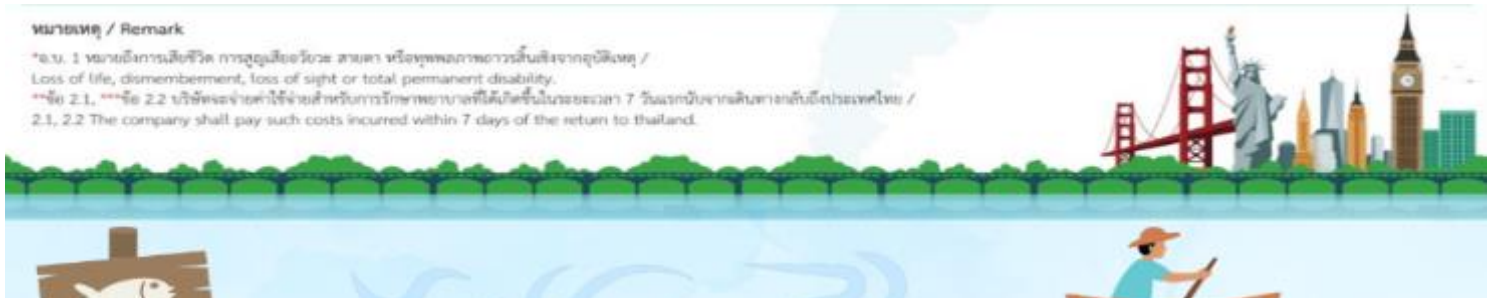 หมายเหตุ / Remark
*อ.บ. 1 หมายถึงการเสียชีวิต การสูญเสียอวัยวะ สายตา หรือทุพพลภาพถาวรสิ้นเชิงจากอุบัติเหตุ /
Loss of life, dismemberment, loss of sight or total permanent disability.
**ข้อ 2.1, ***ข้อ 2.2 บริษัทจะจ่ายค่าใช้จ่ายสำหรับการรักษาพยาบาลที่ได้เกิดขึ้นในระยะเวลา 7 วันแรกนับจากเดินทางกลับถึงประเทศไทย /
2.1, 2.2 The company shall pay such costs incurred within 7 days of the return to thailand.